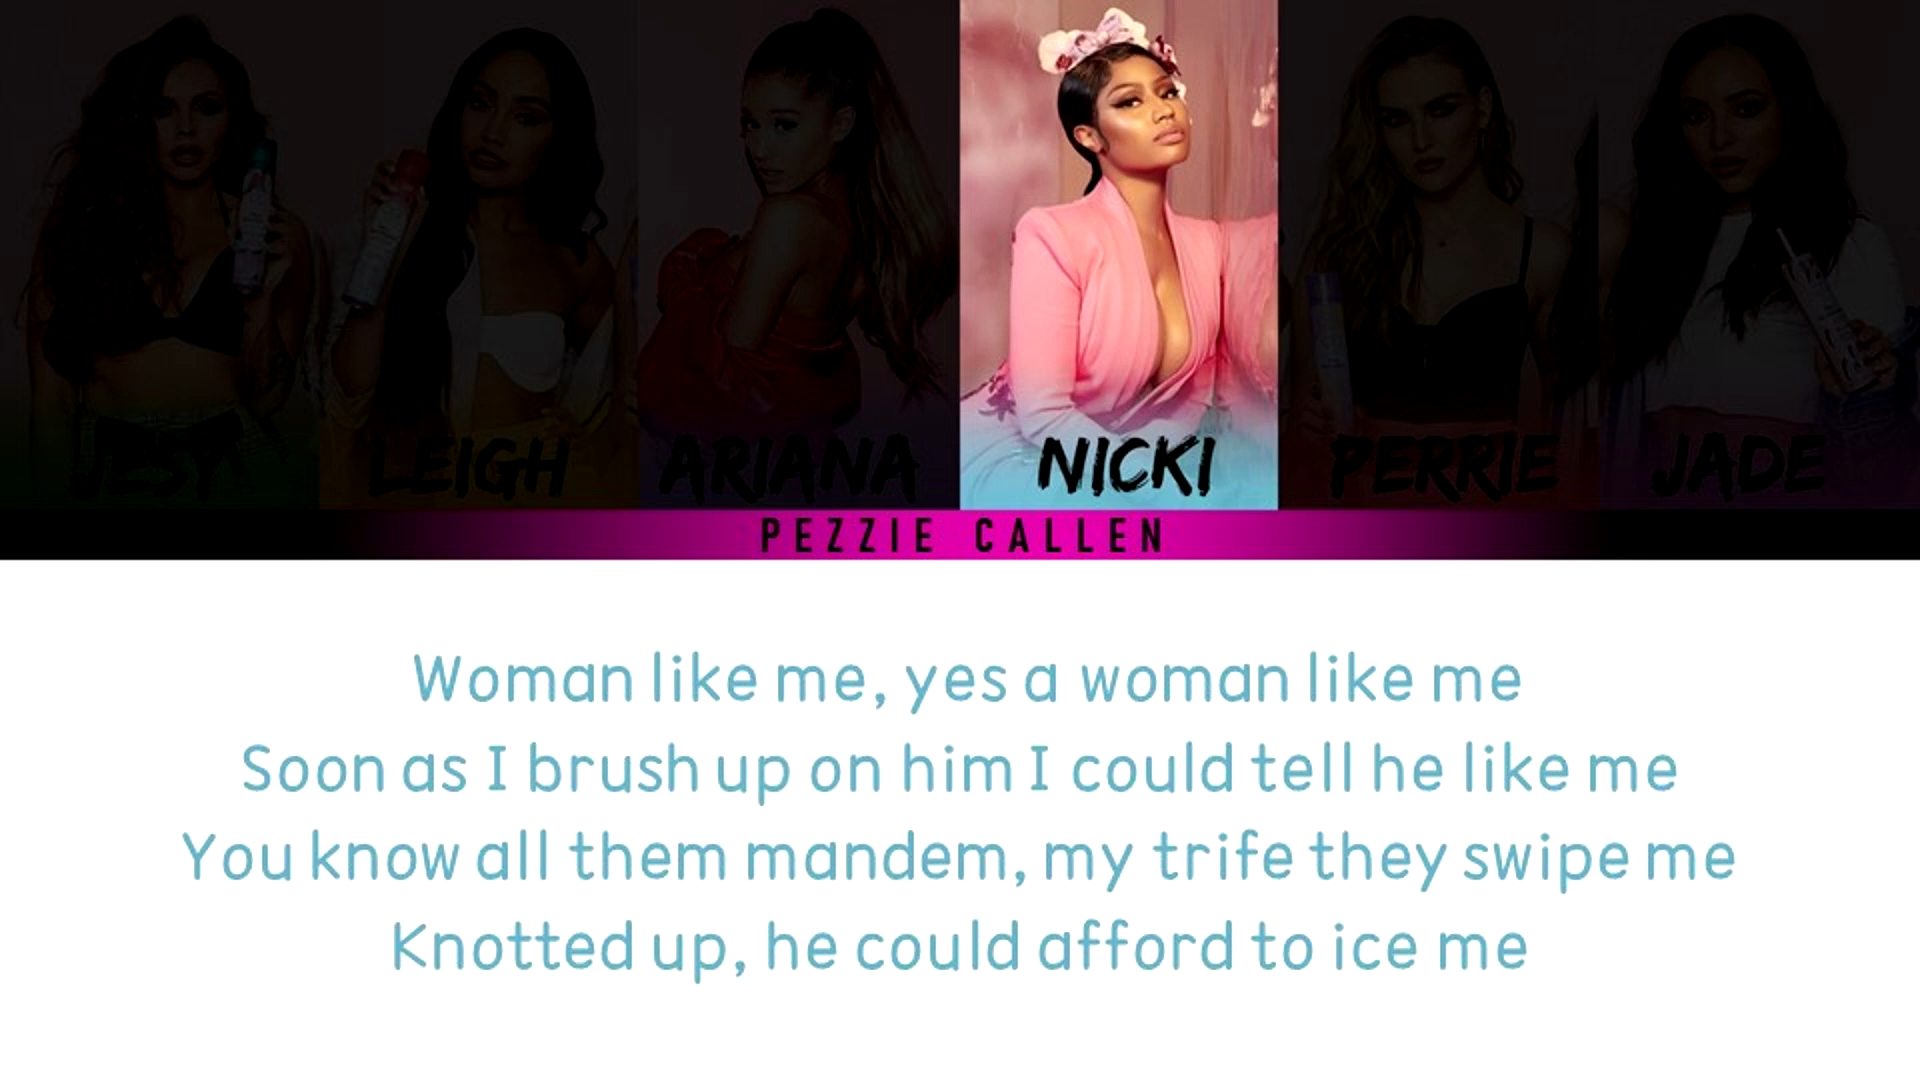 JESY LEIGH ARIANA NICKI PERRIE JADE
PEZZIE CALLEN
Woman like me, yes a woman like me
Soon as I brush up on him I could tell he like me
You know all them mandem, my trife they swipe me
Knotted up, he could afford to ice me